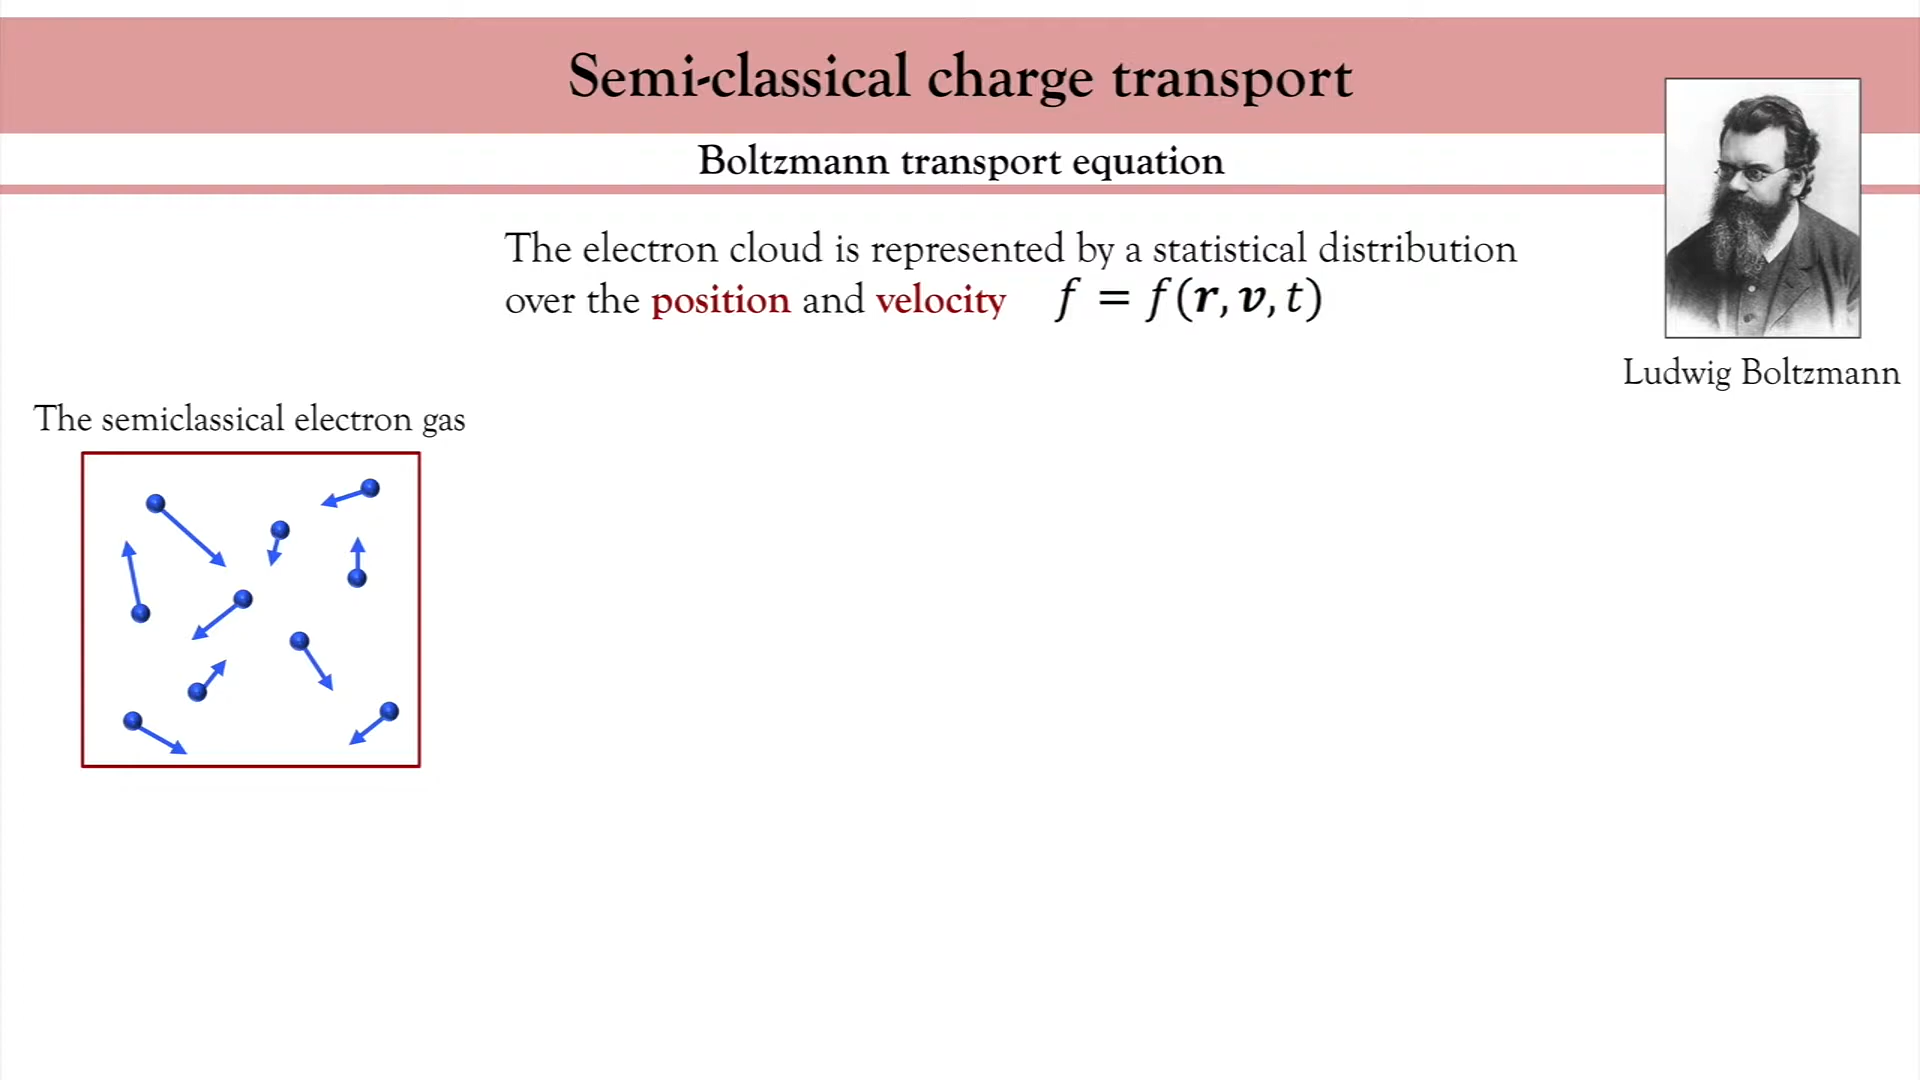 Semi-classical charge transport
Boltzmann transport equation
The electron cloud is represented by a statistical distribution
over the position and velocity f = f(r, v, t)
Ludwig Boltzmann
The semiclassical electron gas